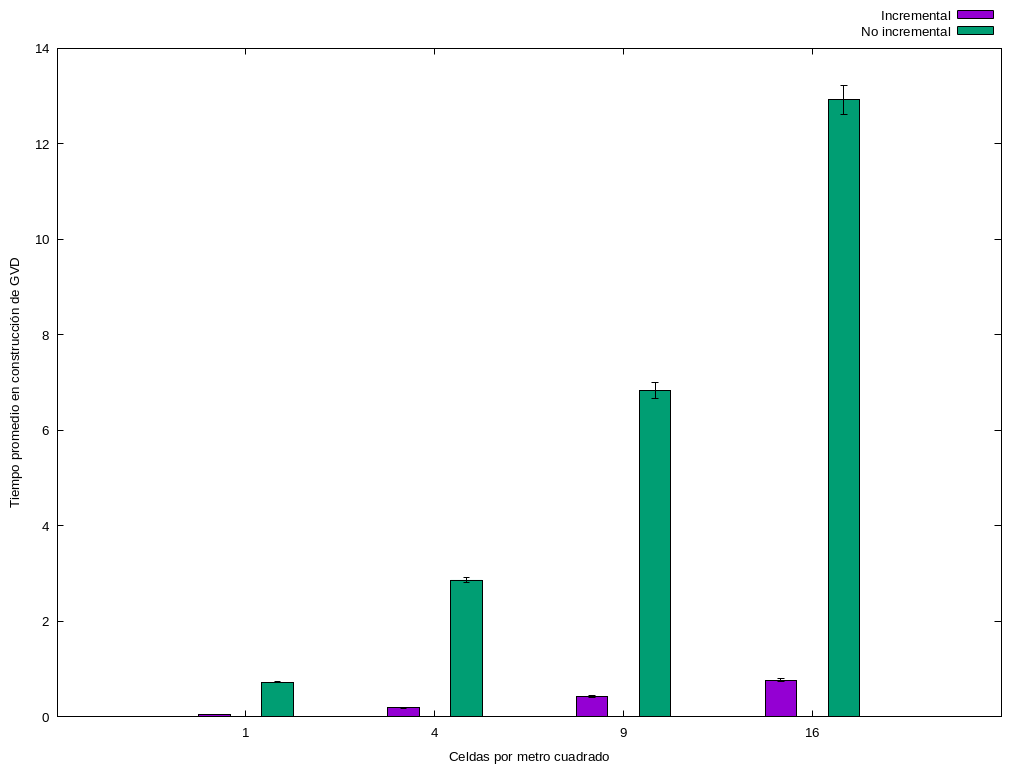 Incremental
No incremental
14
12
10
8
6
4
2
0
Tiempo promedio en construcción de GVD
1 4 9 16
Celdas por metro cuadrado